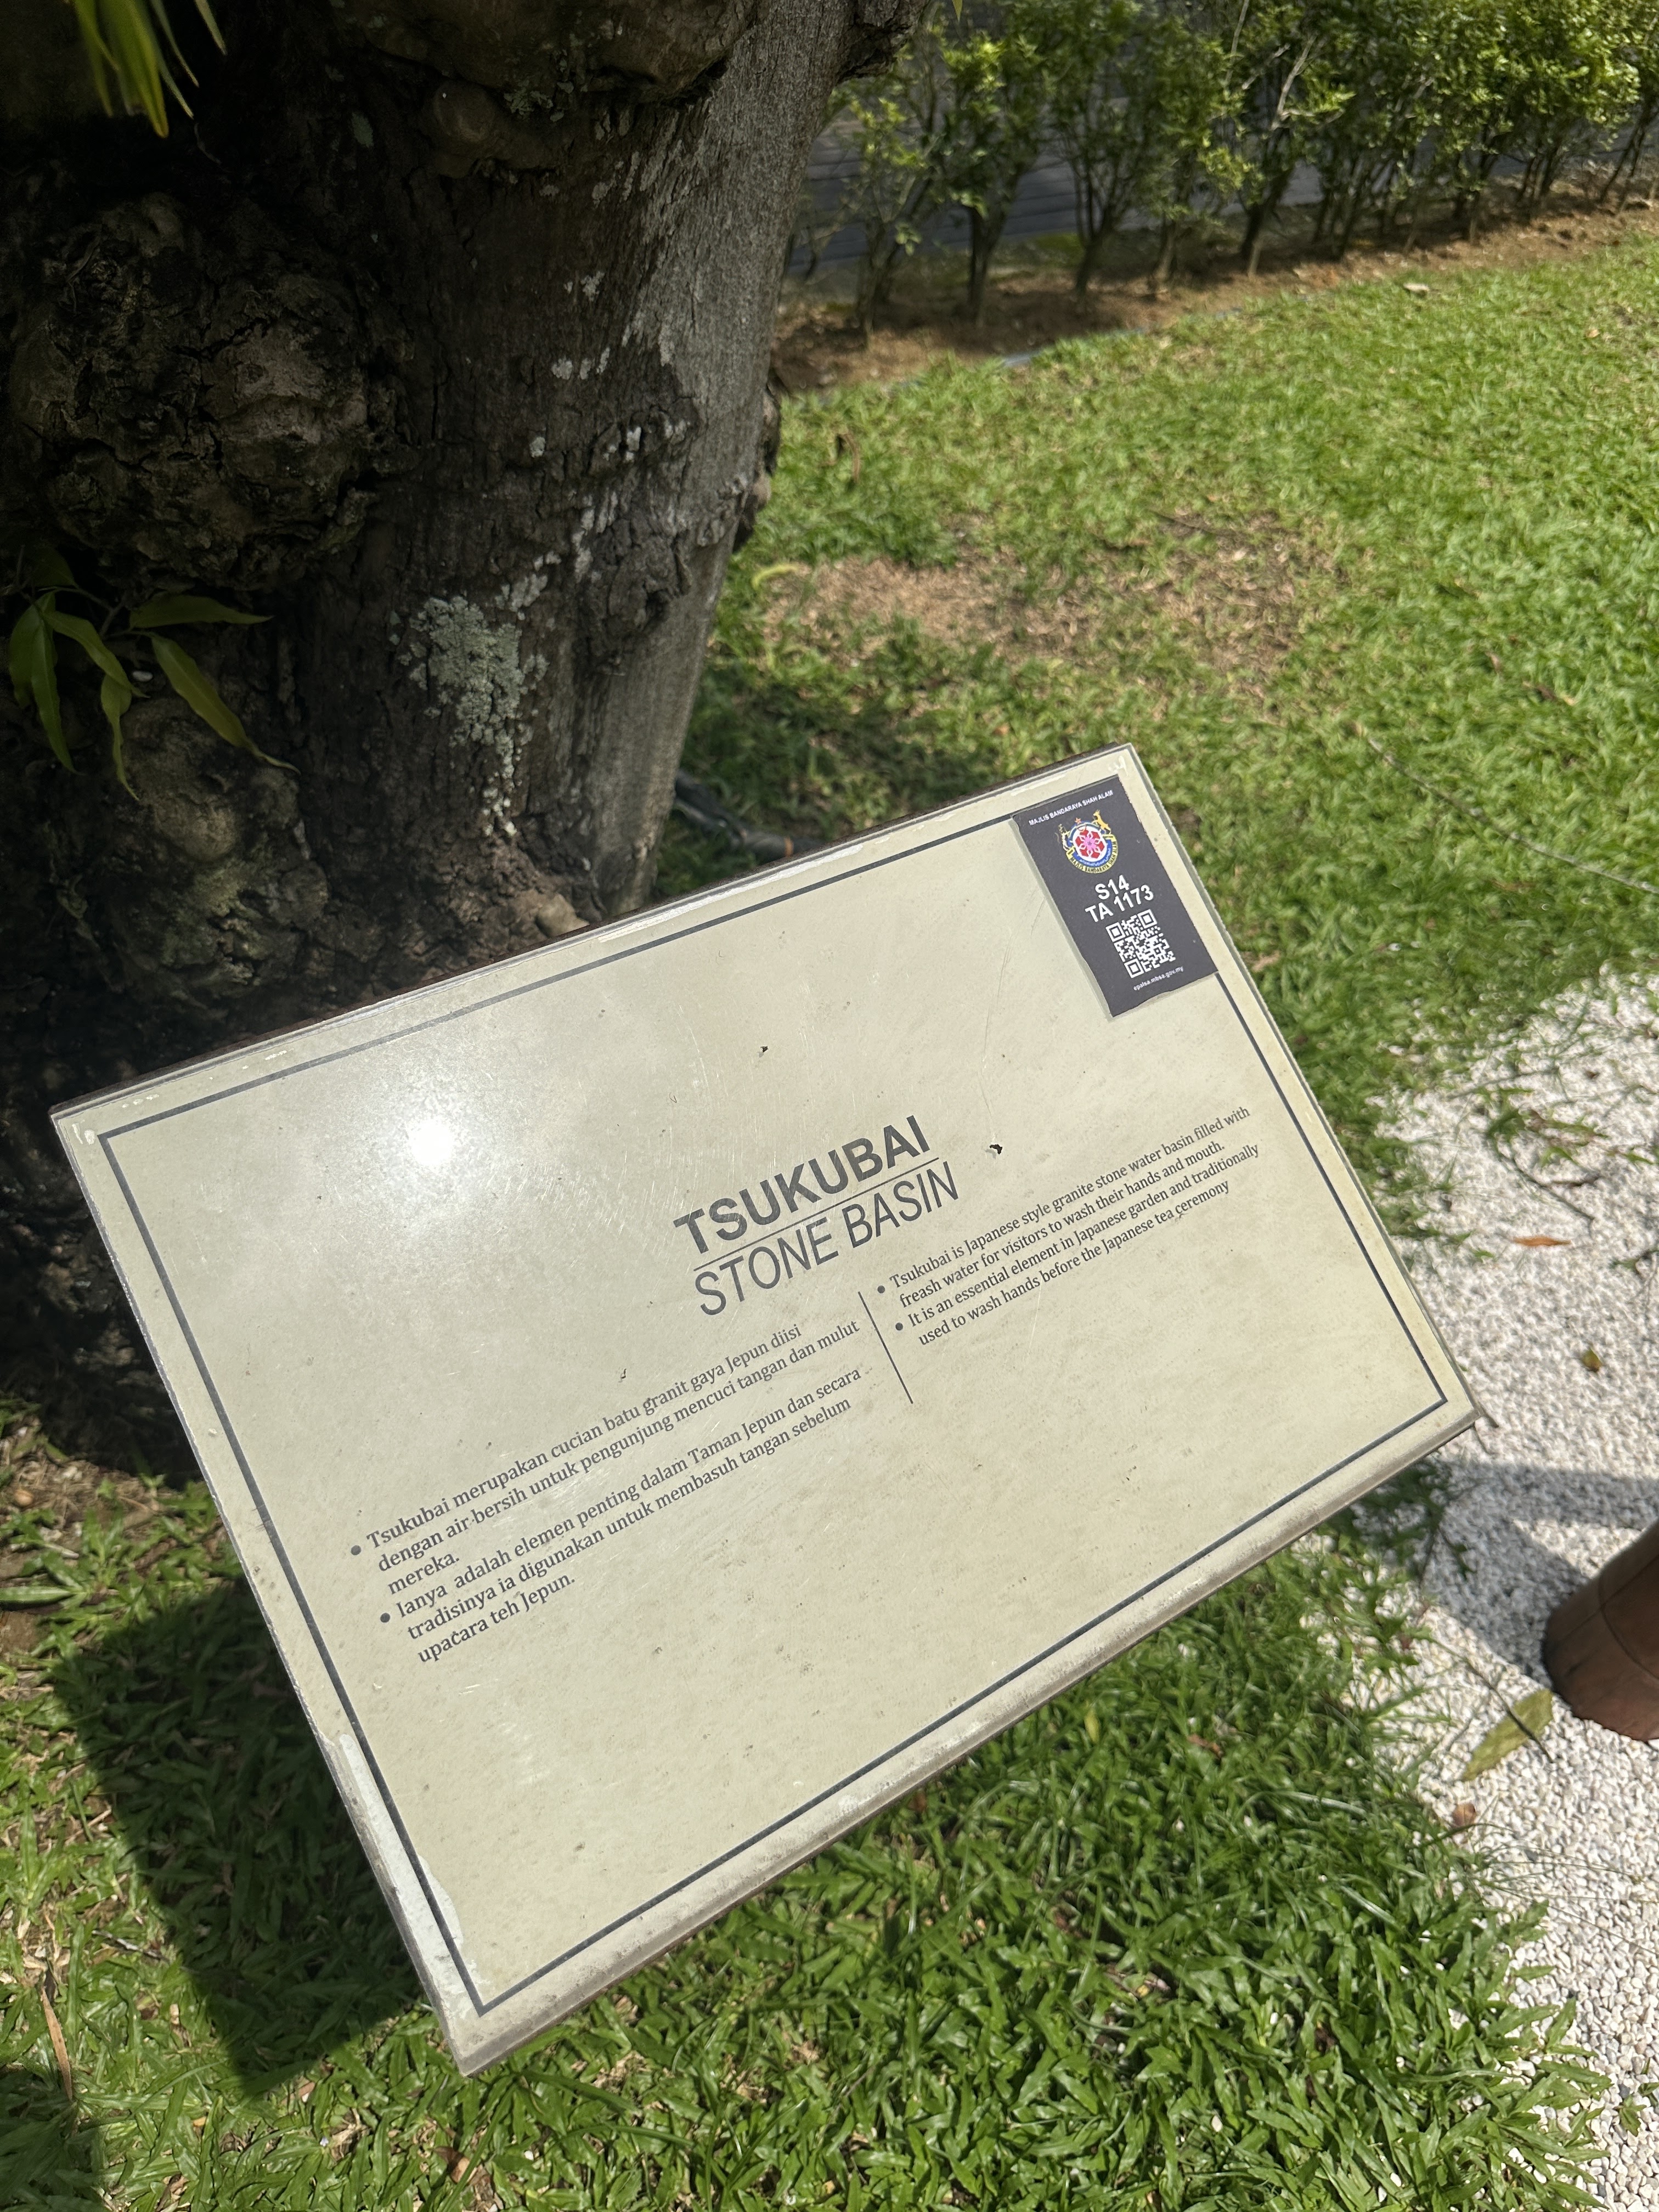 MAJLIS BANDARAYA SHAH ALAM
S14
TA 1173
epalsa.mbsa.gov.my
TSUKUBAI
STONE BASIN
• Tsukubai merupakan cucian batu granit gaya Jepun diisi
dengan air bersih untuk pengunjung mencuci tangan dan mulut
mereka.
• Ianya adalah elemen penting dalam Taman Jepun dan secara
tradisinya ia digunakan untuk membasuh tangan sebelum
upacara teh Jepun.
• Tsukubai is Japanese style granite stone water basin filled with
freash water for visitors to wash their hands and mouth.
• It is an essential element in Japanese garden and traditionally
used to wash hands before the Japanese tea ceremony